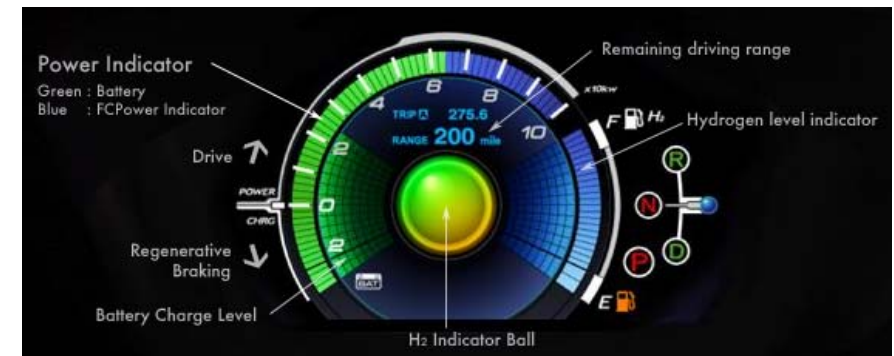 Power Indicator
Green : Battery
Blue : FCPower Indicator
Remaining driving range
x10kw
Hydrogen level indicator
Drive
POWER
CHRG
Regenerative
Braking
Battery Charge Level
H2 Indicator Ball
2
0
2
4
6
8
10
TRIP A 275.6
RANGE 200 mile
BAT
F H2
E
R
N
D
P